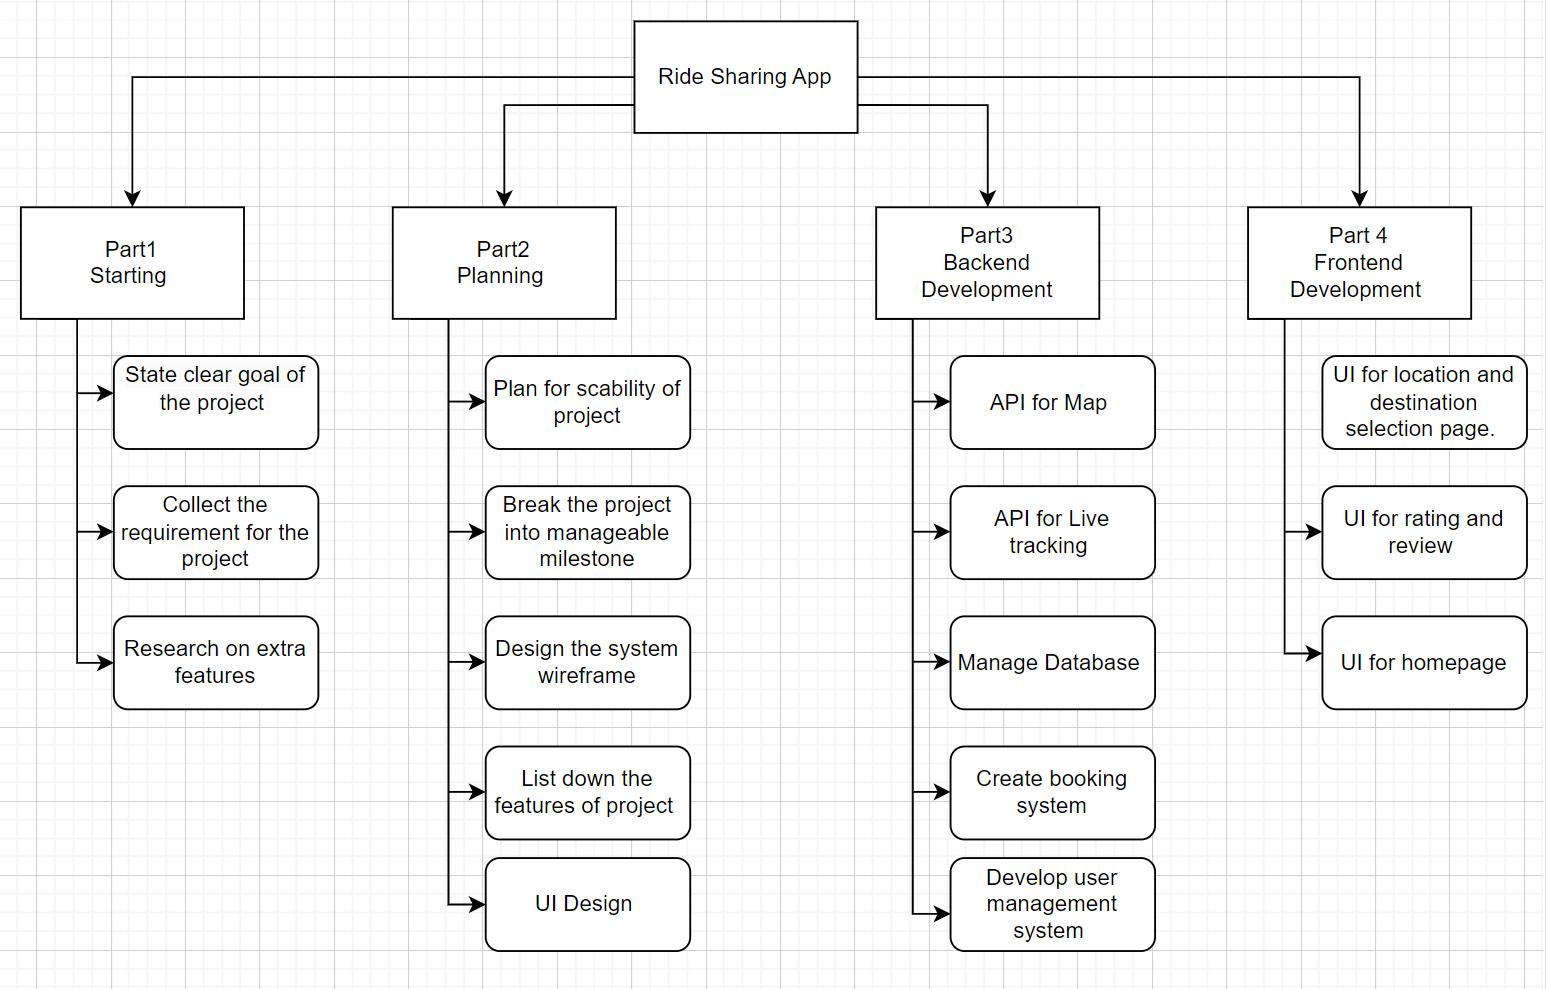 Ride Sharing App
Part1
Starting
State clear goal of
the project
Collect the
requirement for the
project
Research on extra
features
Part2
Planning
Plan for scability of
project
Break the project
into manageable
milestone
Design the system
wireframe
List down the
features of project
UI Design
Part3
Backend
Development
API for Map
API for Live
tracking
Manage Database
Create booking
system
Develop user
management
system
Part 4
Frontend
Development
UI for location and
destination
selection page.
UI for rating and
review
UI for homepage